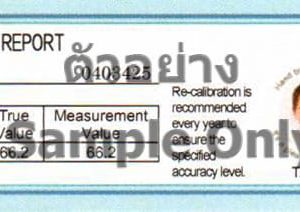 REPORT
ตัวอย่าง
90403425
True Value
Measurement Value
66.2 66.2
Re-calibration is
recommended
every year to
ensure the
specified
accuracy level.
Sample Only